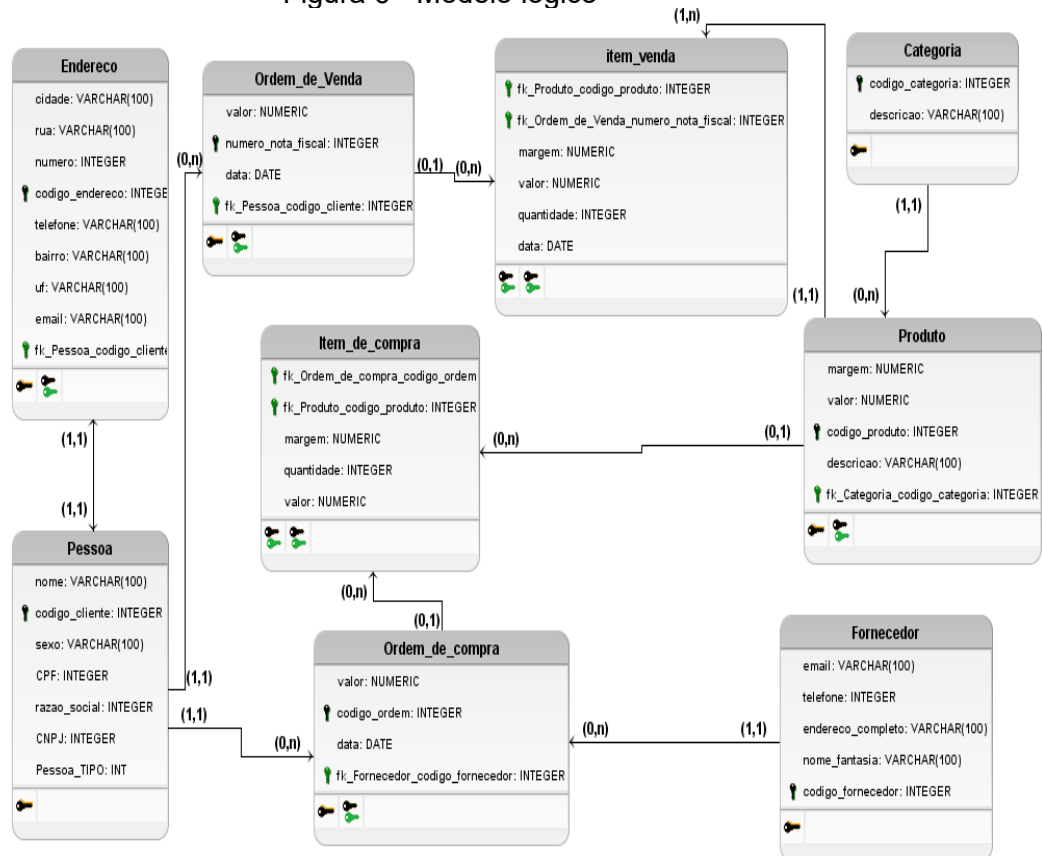 Figura 6 - Modelo lógico
(1,n)
Endereco
cidade: VARCHAR(100)
rua: VARCHAR(100)
numero: INTEGER
codigo_endereco: INTEGE
telefone: VARCHAR(100)
bairro: VARCHAR(100)
uf: VARCHAR(100)
email: VARCHAR(100)
fk_Pessoa_codigo_cliente
(1,1)
(1,1)
Ordem_de_Venda
valor: NUMERIC
numero_nota_fiscal: INTEGER
data: DATE
fk_Pessoa_codigo_cliente: INTEGER
(0,n)
(0,1)
(0,n)
item_venda
fk_Produto_codigo_produto: INTEGER
fk_Ordem_de_Venda_numero_nota_fiscal: INTEGER
margem: NUMERIC
valor: NUMERIC
quantidade: INTEGER
data: DATE
Categoria
codigo_categoria: INTEGER
descricao: VARCHAR(100)
(1,1)
(1,1)
(0,n)
Item_de_compra
fk_Ordem_de_compra_codigo_ordem
fk_Produto_codigo_produto: INTEGER
margem: NUMERIC
quantidade: INTEGER
valor: NUMERIC
(0,n)
(0,1)
Produto
margem: NUMERIC
valor: NUMERIC
codigo_produto: INTEGER
descricao: VARCHAR(100)
fk_Categoria_codigo_categoria: INTEGER
Pessoa
nome: VARCHAR(100)
codigo_cliente: INTEGER
sexo: VARCHAR(100)
CPF: INTEGER
razao_social: INTEGER
CNPJ: INTEGER
Pessoa_TIPO: INT
(1,1)
(1,1)
(0,n)
(0,n)
(0,1)
Ordem_de_compra
valor: NUMERIC
codigo_ordem: INTEGER
data: DATE
fk_Fornecedor_codigo_fornecedor: INTEGER
(0,n)
(1,1)
Fornecedor
email: VARCHAR(100)
telefone: INTEGER
endereco_completo: VARCHAR(100)
nome_fantasia: VARCHAR(100)
codigo_fornecedor: INTEGER